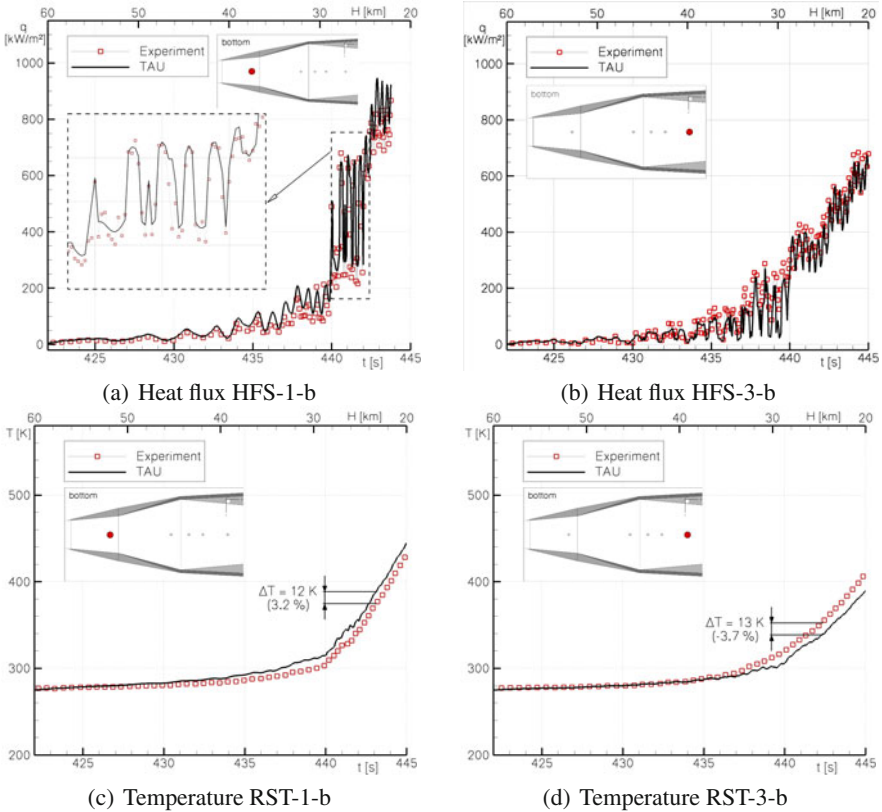 60 50 40 30 H [km] 20
q
[kW/m²]
Experiment
TAU
bottom
1000
800
600
400
200
0
425 430 435 440 t [s] 445
(a) Heat flux HFS-1-b
60 50 40 30 H [km] 20
q
[kW/m²]
Experiment
TAU
bottom
1000
800
600
400
200
0
425 430 435 440 t [s] 445
(b) Heat flux HFS-3-b
60 50 40 30 H [km] 20
T [K]
Experiment
TAU
bottom
500
400
300
200
ΔT = 12 K
(3.2 %)
425 430 435 440 t [s] 445
(c) Temperature RST-1-b
60 50 40 30 H [km] 20
T [K]
Experiment
TAU
bottom
500
400
300
200
ΔT = 13 K
(-3.7 %)
425 430 435 440 t [s] 445
(d) Temperature RST-3-b